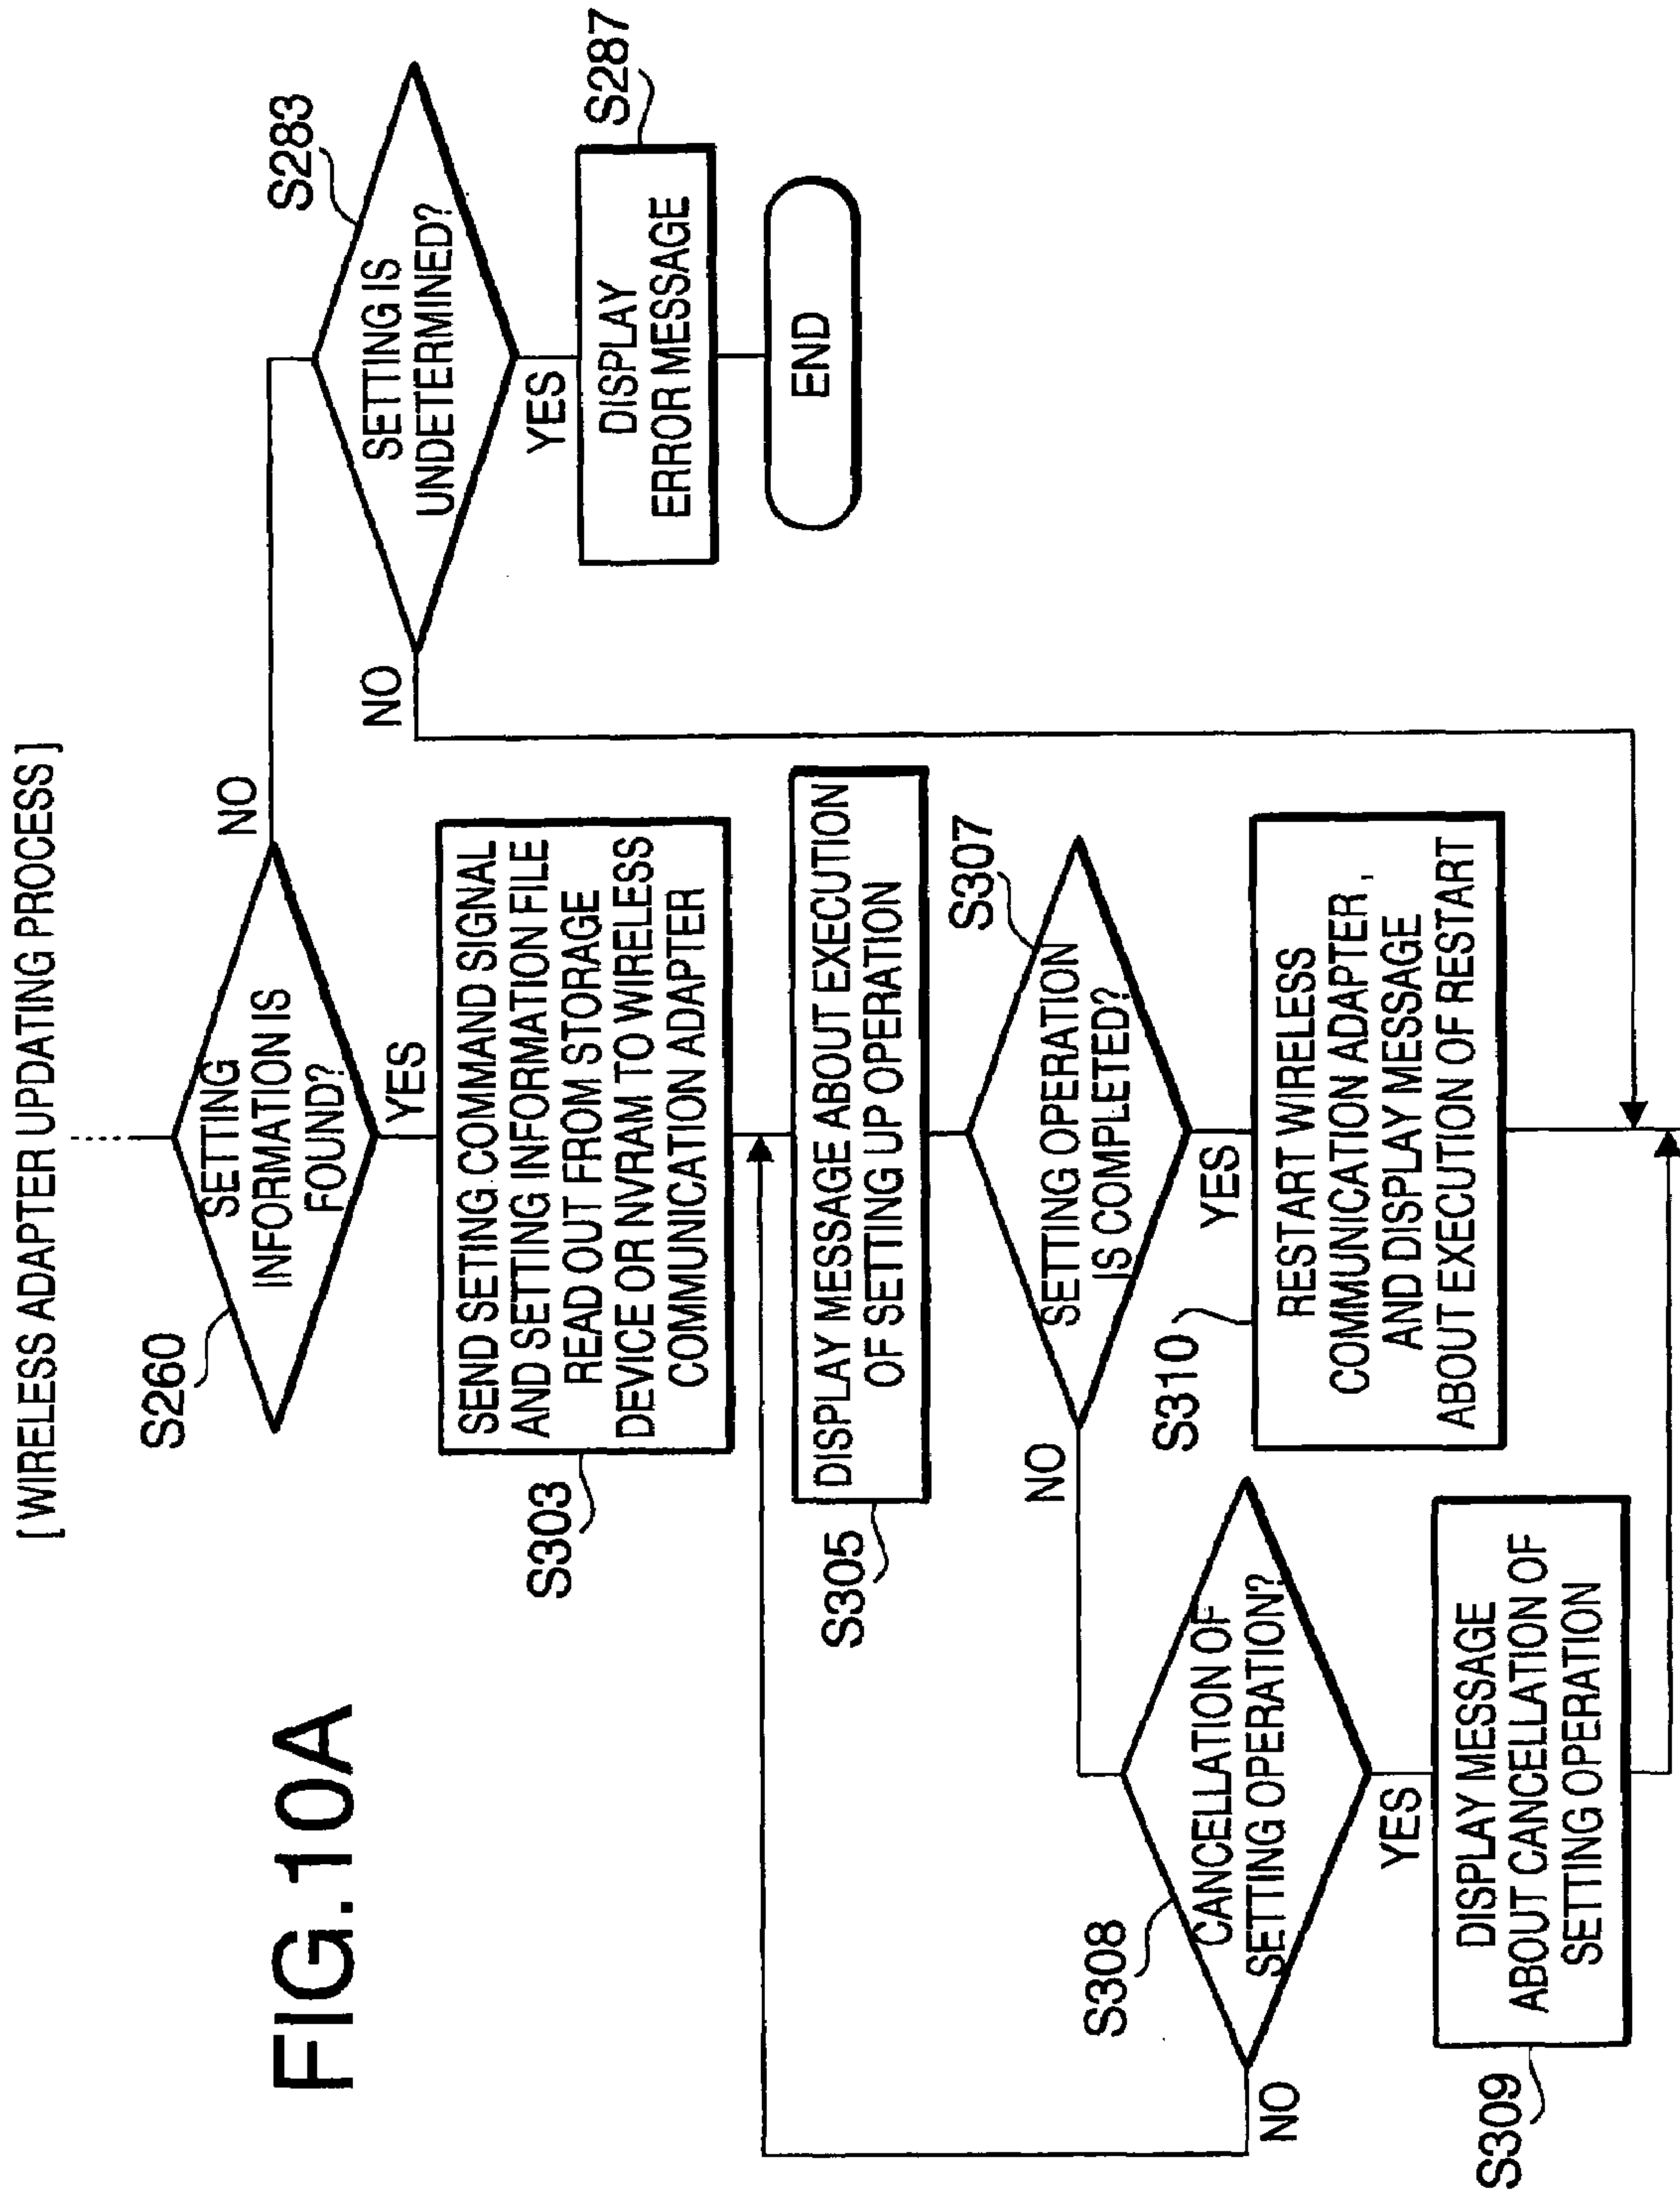 FIG.10A
[WIRELESS ADAPTER UPDATING PROCESS]
S260
SETTING
INFORMATION IS
FOUND?
NO
YES
S283
SETTING IS
UNDETERMINED?
NO
YES
S287
DISPLAY
ERROR MESSAGE
END
S303
SEND SETTING COMMAND SIGNAL
AND SETTING INFORMATION FILE
READ OUT FROM STORAGE
DEVICE OR NVRAM TO WIRELESS
COMMUNICATION ADAPTER
S305
DISPLAY MESSAGE ABOUT EXECUTION
OF SETTING UP OPERATION
S307
SETTING OPERATION
IS COMPLETED?
NO
YES
S308
CANCELLATION OF
SETTING OPERATION?
NO
YES
S310
RESTART WIRELESS
COMMUNICATION ADAPTER,
AND DISPLAY MESSAGE
ABOUT EXECUTION OF RESTART
S309
DISPLAY MESSAGE
ABOUT CANCELLATION OF
SETTING OPERATION